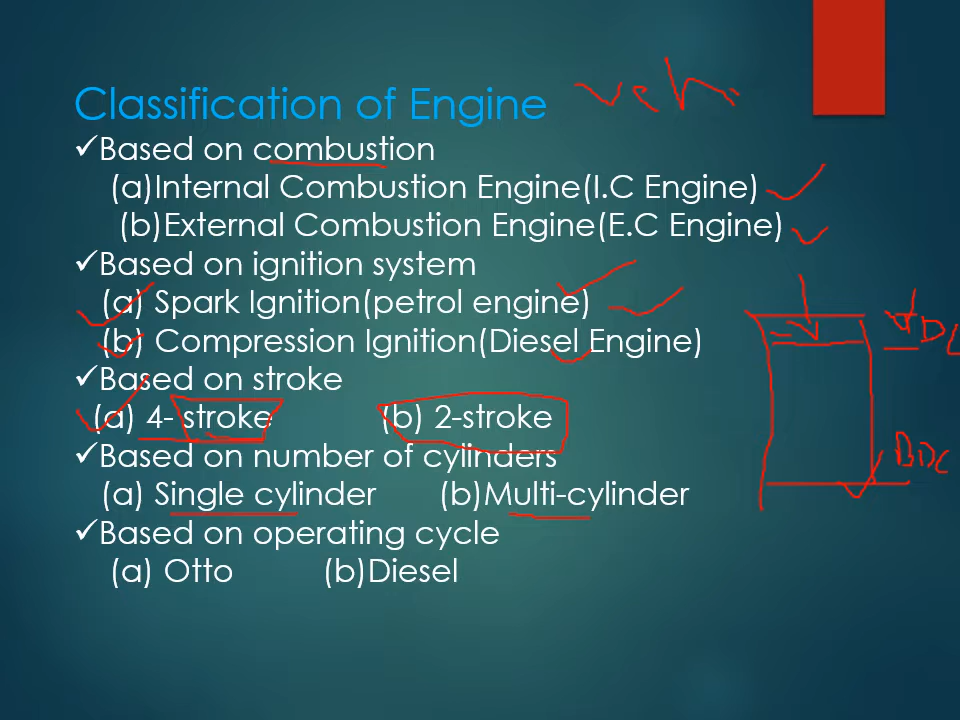 Classification of Engine
✓Based on combustion
(a)Internal Combustion Engine(I.C Engine)
(b)External Combustion Engine(E.C Engine)
✓Based on ignition system
(a) Spark Ignition(petrol engine)
(b) Compression Ignition(Diesel Engine)
✓Based on stroke
(a) 4- stroke (b) 2-stroke
✓Based on number of cylinders
(a) Single cylinder (b)Multi-cylinder
✓Based on operating cycle
(a) Otto (b)Diesel
BDC